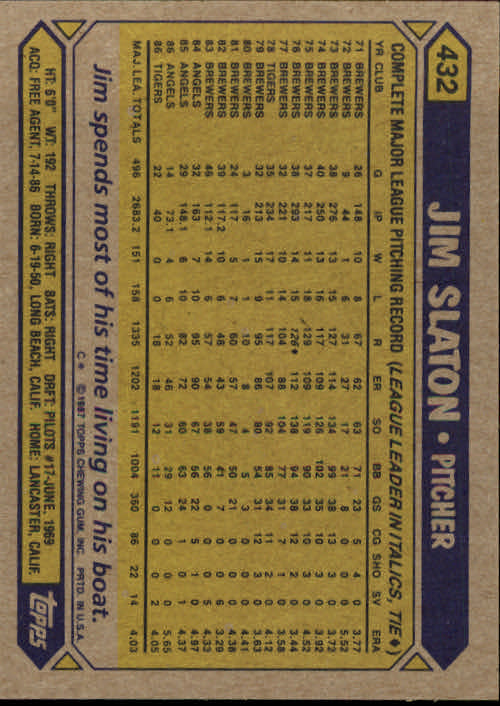 432
JIM SLATON • PITCHER
COMPLETE MAJOR LEAGUE PITCHING RECORD (LEAGUE LEADER IN ITALICS, TIE ♦)
YR CLUB G IP W L R ER SO BB GS CG SHO SV ERA
71 BREWERS 26 148 10 8 67 62 63 71 23 5 4 0 3.77
72 BREWERS 9 44 1 6 31 27 17 21 8 0 0 0 5.52
73 BREWERS 38 276 13 15 127 114 134 99 38 13 3 0 3.72
74 BREWERS 40 250 13 16 117 109 126 102 35 10 3 0 3.92
75 BREWERS 37 217 11 18 129 109 119 90 33 10 3 0 4.52
76 BREWERS 38 293 14 15 126♦ 112 138 94 38 12 2 0 3.44
77 BREWERS 32 221 10 14 104 88 104 77 31 7 1 0 3.58
78 TIGERS 35 234 17 11 117 107 92 85 34 11 2 0 4.12
79 BREWERS 32 213 15 9 95 86 80 54 31 12 3 0 3.63
80 BREWERS 3 16 1 1 10 8 4 5 3 0 0 0 4.41
81 BREWERS 24 117 5 7 60 57 47 50 21 0 0 0 4.38
82 BREWERS 39 117.2 10 6 48 43 59 41 7 0 0 6 3.29
83 BREWERS 46 112.1 14 6 57 54 38 56 0 0 0 5 4.33
84 ANGELS 32 163 7 10 95 90 67 56 22 5 1 0 4.97
85 ANGELS 29 148.1 6 10 82 72 60 63 24 1 0 1 4.37
86 ANGELS 14 73.1 4 6 52 46 31 29 12 0 0 0 5.65
86 TIGERS 22 40 0 0 18 18 12 11 0 0 0 2 4.05
MAJ. LEA. TOTALS 496 2683.2 151 158 1335 1202 1191 1004 360 86 22 14 4.03
Jim spends most of his time living on his boat.
C * © 1987 TOPPS CHEWING GUM, INC. PRTD. IN U.S.A.
HT: 6'0" WT: 192 THROWS: RIGHT BATS: RIGHT DRFT: PILOTS #17-JUNE, 1969
ACQ: FREE AGENT, 7-14-86 BORN: 6-19-50, LONG BEACH, CALIF. HOME: LANCASTER, CALIF.
topps